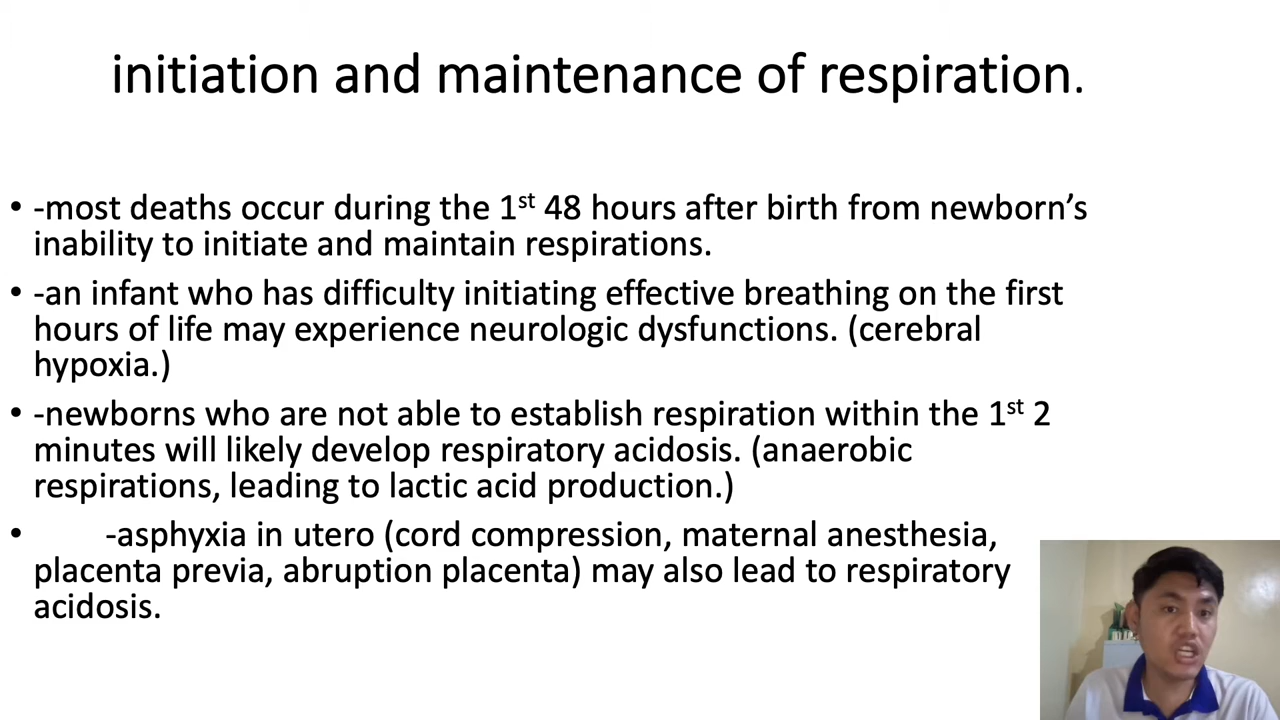 initiation and maintenance of respiration.
• -most deaths occur during the 1st 48 hours after birth from newborn’s
inability to initiate and maintain respirations.
• -an infant who has difficulty initiating effective breathing on the first
hours of life may experience neurologic dysfunctions. (cerebral
hypoxia.)
• -newborns who are not able to establish respiration within the 1st 2
minutes will likely develop respiratory acidosis. (anaerobic
respirations, leading to lactic acid production.)
• -asphyxia in utero (cord compression, maternal anesthesia,
placenta previa, abruption placenta) may also lead to respiratory
acidosis.